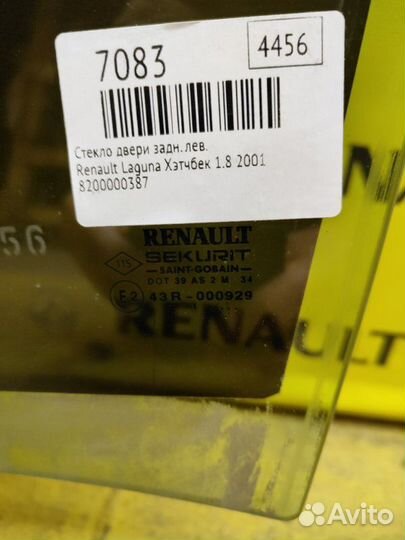 7083
4456
Стекло двери задн.лев.
Renault Laguna Хэтчбек 1.8 2001
8200000387
56
RENAULT
SEKURIT
SAINT-GOBAIN
DOT 39 AS 2 M 34
E2 43R-000929
RENAULT
Avito